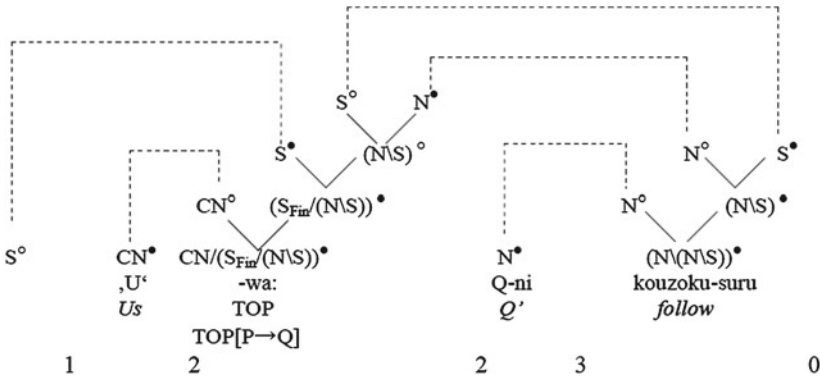 S° N●
S● (N\S)° N° S●
CN° (S_Fin/(N\S))● N° (N\S)●
S° CN● CN/(S_Fin/(N\S))● N● (N\(N\S))●
‚U‘ -wa: Q-ni kouzoku-suru
Us TOP Q’ follow
TOP[P→Q]
1 2 2 3 0